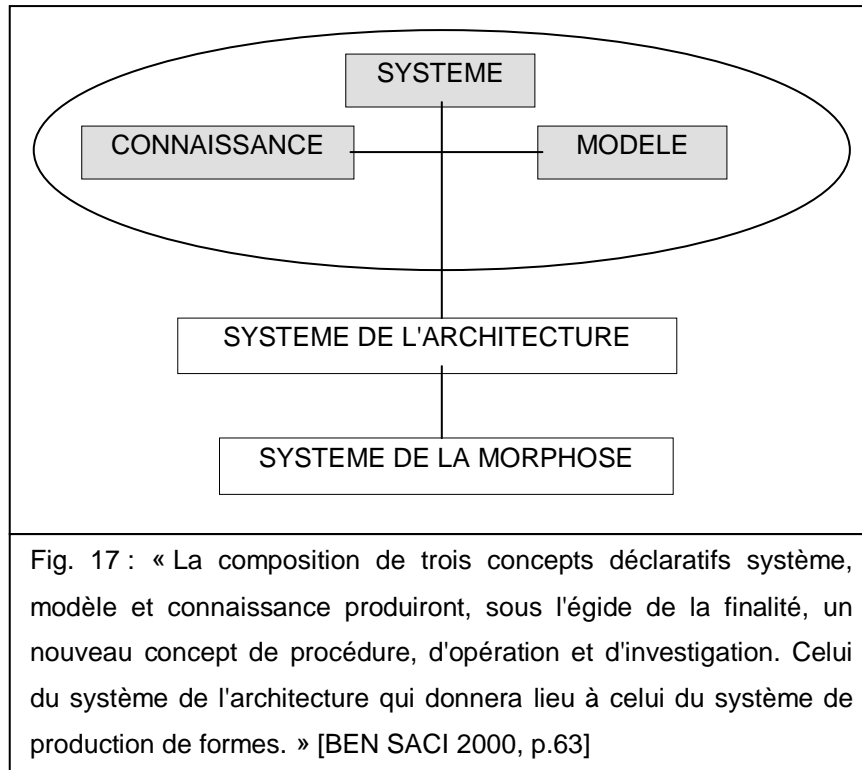 SYSTEME
CONNAISSANCE
MODELE
SYSTEME DE L'ARCHITECTURE
SYSTEME DE LA MORPHOSE
Fig. 17 : « La composition de trois concepts déclaratifs système,
modèle et connaissance produiront, sous l'égide de la finalité, un
nouveau concept de procédure, d'opération et d'investigation. Celui
du système de l'architecture qui donnera lieu à celui du système de
production de formes. » [BEN SACI 2000, p.63]